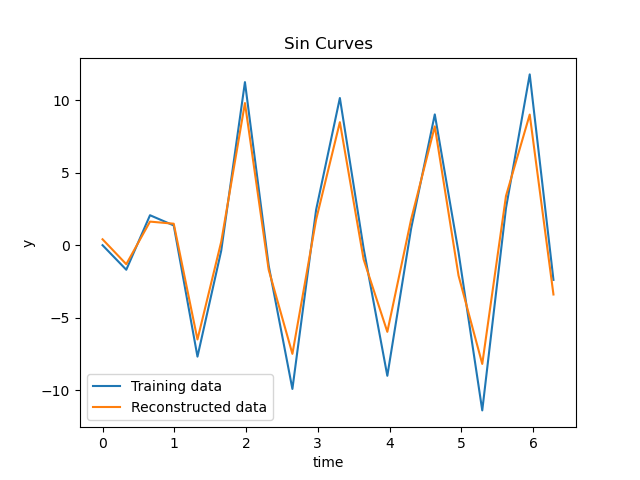 Sin Curves
10
5
0
−5
−10
y
Training data
Reconstructed data
0 1 2 3 4 5 6
time